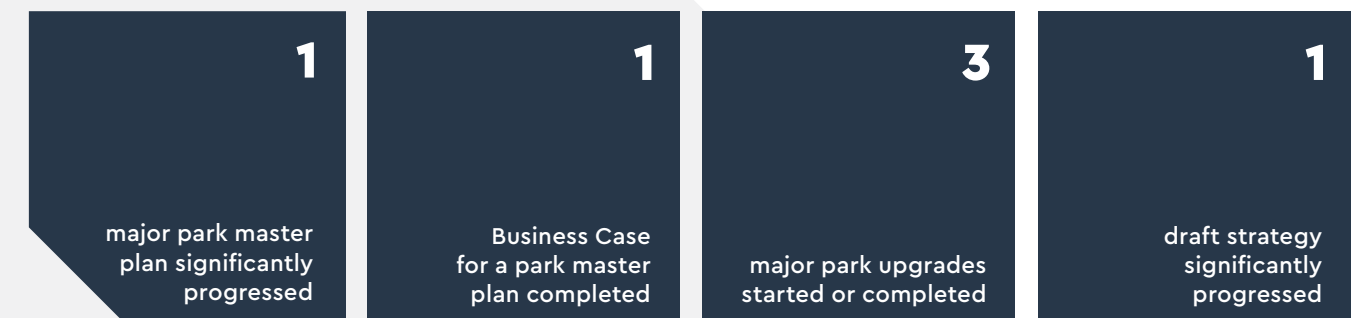 1
major park master
plan significantly
progressed
1
Business Case
for a park master
plan completed
3
major park upgrades
started or completed
1
draft strategy
significantly
progressed